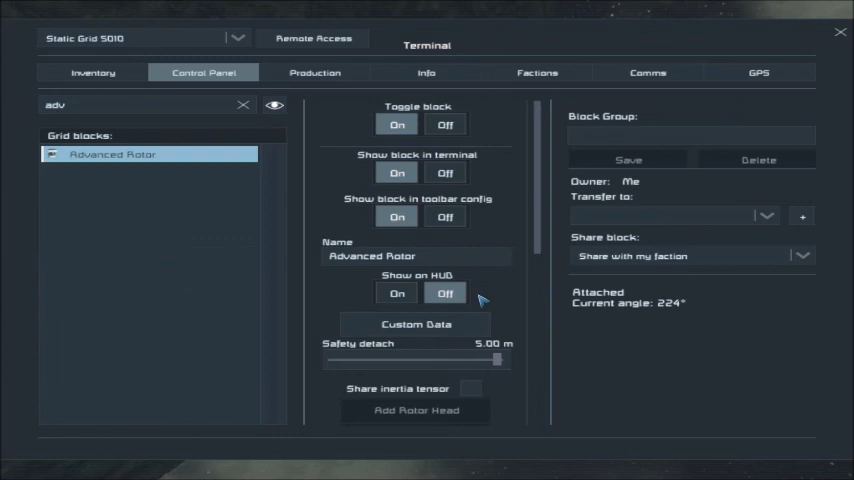 Static Grid 5010
Remote Access
Terminal
Inventory
Control Panel
Production
Info
Factions
Comms
GPS
adv
Grid blocks:
Advanced Rotor
Toggle block
On Off
Show block in terminal
On Off
Show block in toolbar config
On Off
Name
Advanced Rotor
Show on HUD
On Off
Custom Data
Safety detach 5.00 m
Share inertia tensor
Add Rotor Head
Block Group:
Save
Delete
Owner: Me
Transfer to:
+
Share block:
Share with my faction
Attached
Current angle: 224°